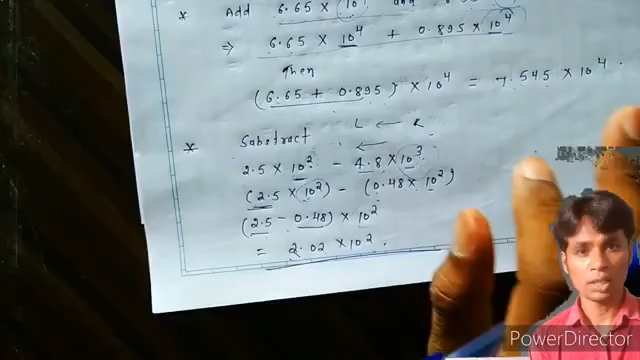 * Add 6.65 × 10 and
⇒ 6.65 × 10⁴ + 0.895 × 10⁴
Then
(6.65 + 0.895) × 10⁴ = 7.545 × 10⁴.
* Sabstract L ← R
←
2.5 × 10² − 4.8 × 10³.
(2.5 × 10²) − (0.48 × 10²)
(2.5 − 0.48) × 10²
= 2.02 × 10².
PowerDirector